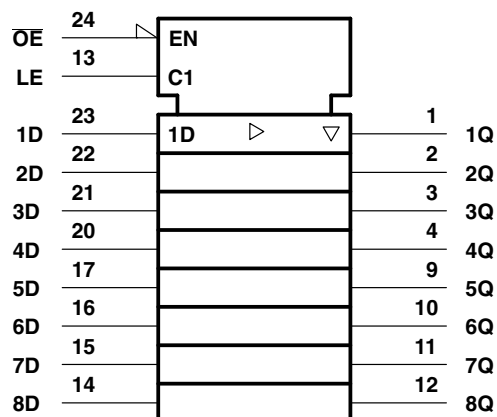 24
O̅E̅ EN
13
LE C1
23 1
1D 1D 1Q
22 2
2D 2Q
21 3
3D 3Q
20 4
4D 4Q
17 9
5D 5Q
16 10
6D 6Q
15 11
7D 7Q
14 12
8D 8Q